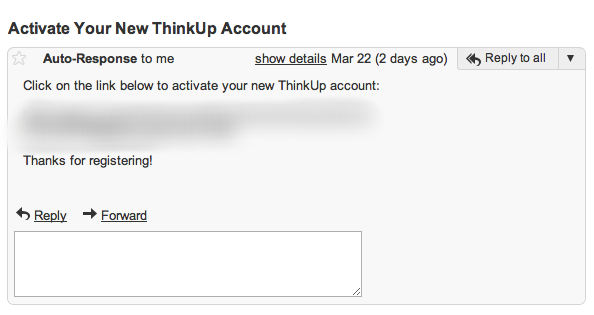 Activate Your New ThinkUp Account
Auto-Response to me show details Mar 22 (2 days ago) Reply to all
Click on the link below to activate your new ThinkUp account:
Thanks for registering!
Reply Forward